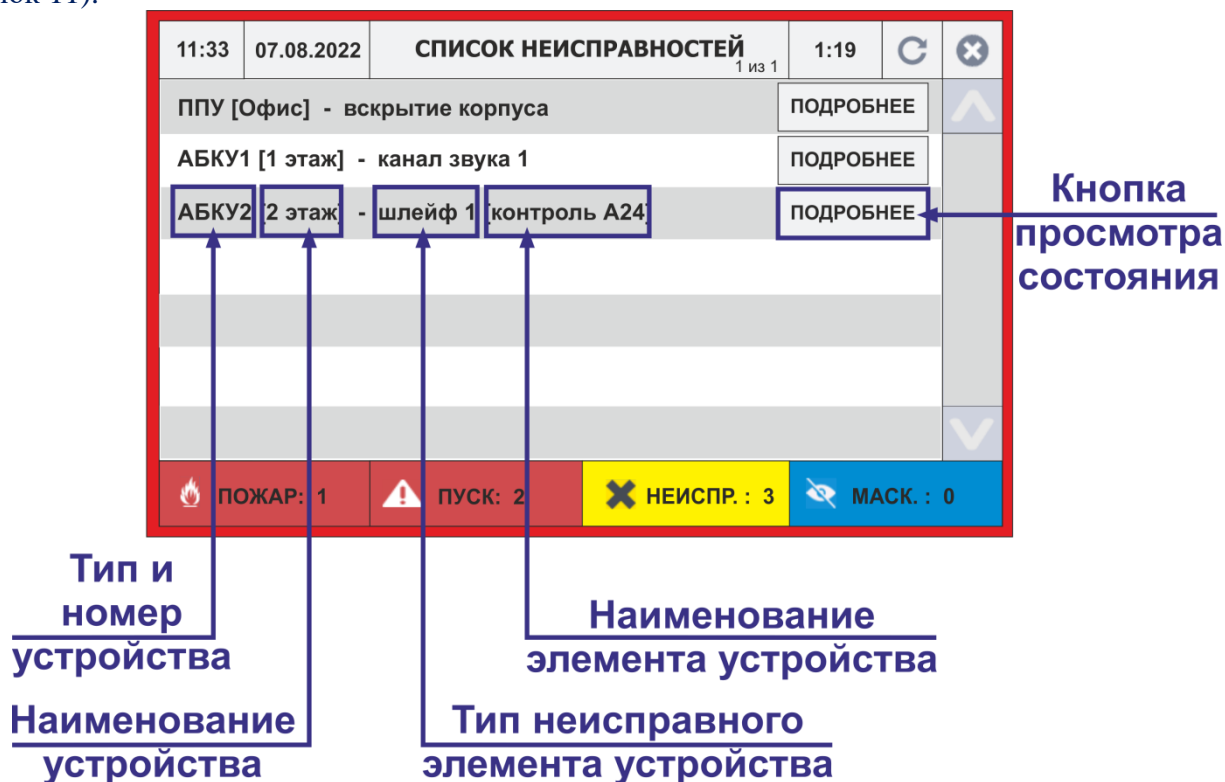 11:33 07.08.2022 СПИСОК НЕИСПРАВНОСТЕЙ 1 из 1 1:19
ППУ [Офис] - вскрытие корпуса ПОДРОБНЕЕ
АБКУ1 [1 этаж] - канал звука 1 ПОДРОБНЕЕ
АБКУ2 [2 этаж] - шлейф 1 [контроль А24] ПОДРОБНЕЕ
Кнопка
просмотра
состояния
ПОЖАР: 1 ПУСК: 2 НЕИСПР. : 3 МАСК. : 0
Тип и
номер
устройства
Наименование
элемента устройства
Наименование
устройства
Тип неисправного
элемента устройства